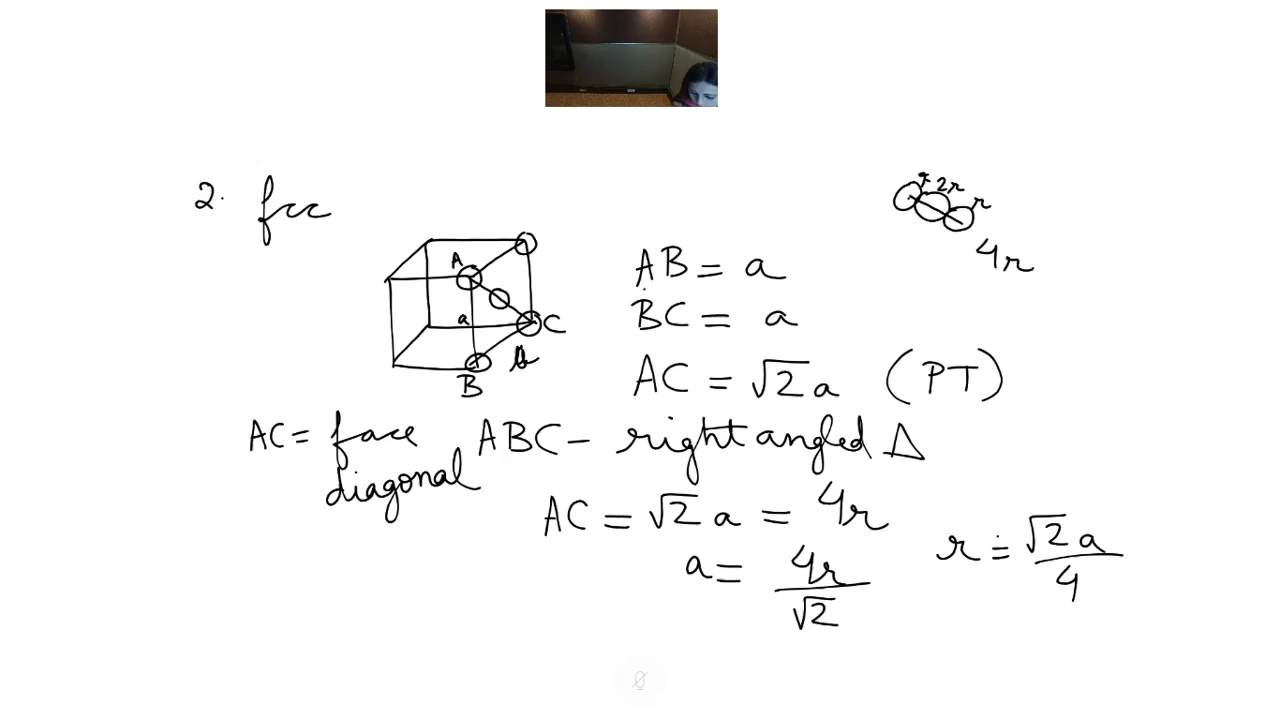 2. fcc
r 2r r
4r
A
a
C
B
AB = a
BC = a
AC = √2 a (PT)
AC = face diagonal
ABC - right angled Δ
AC = √2 a = 4r
a = 4r/√2
r = √2 a/4